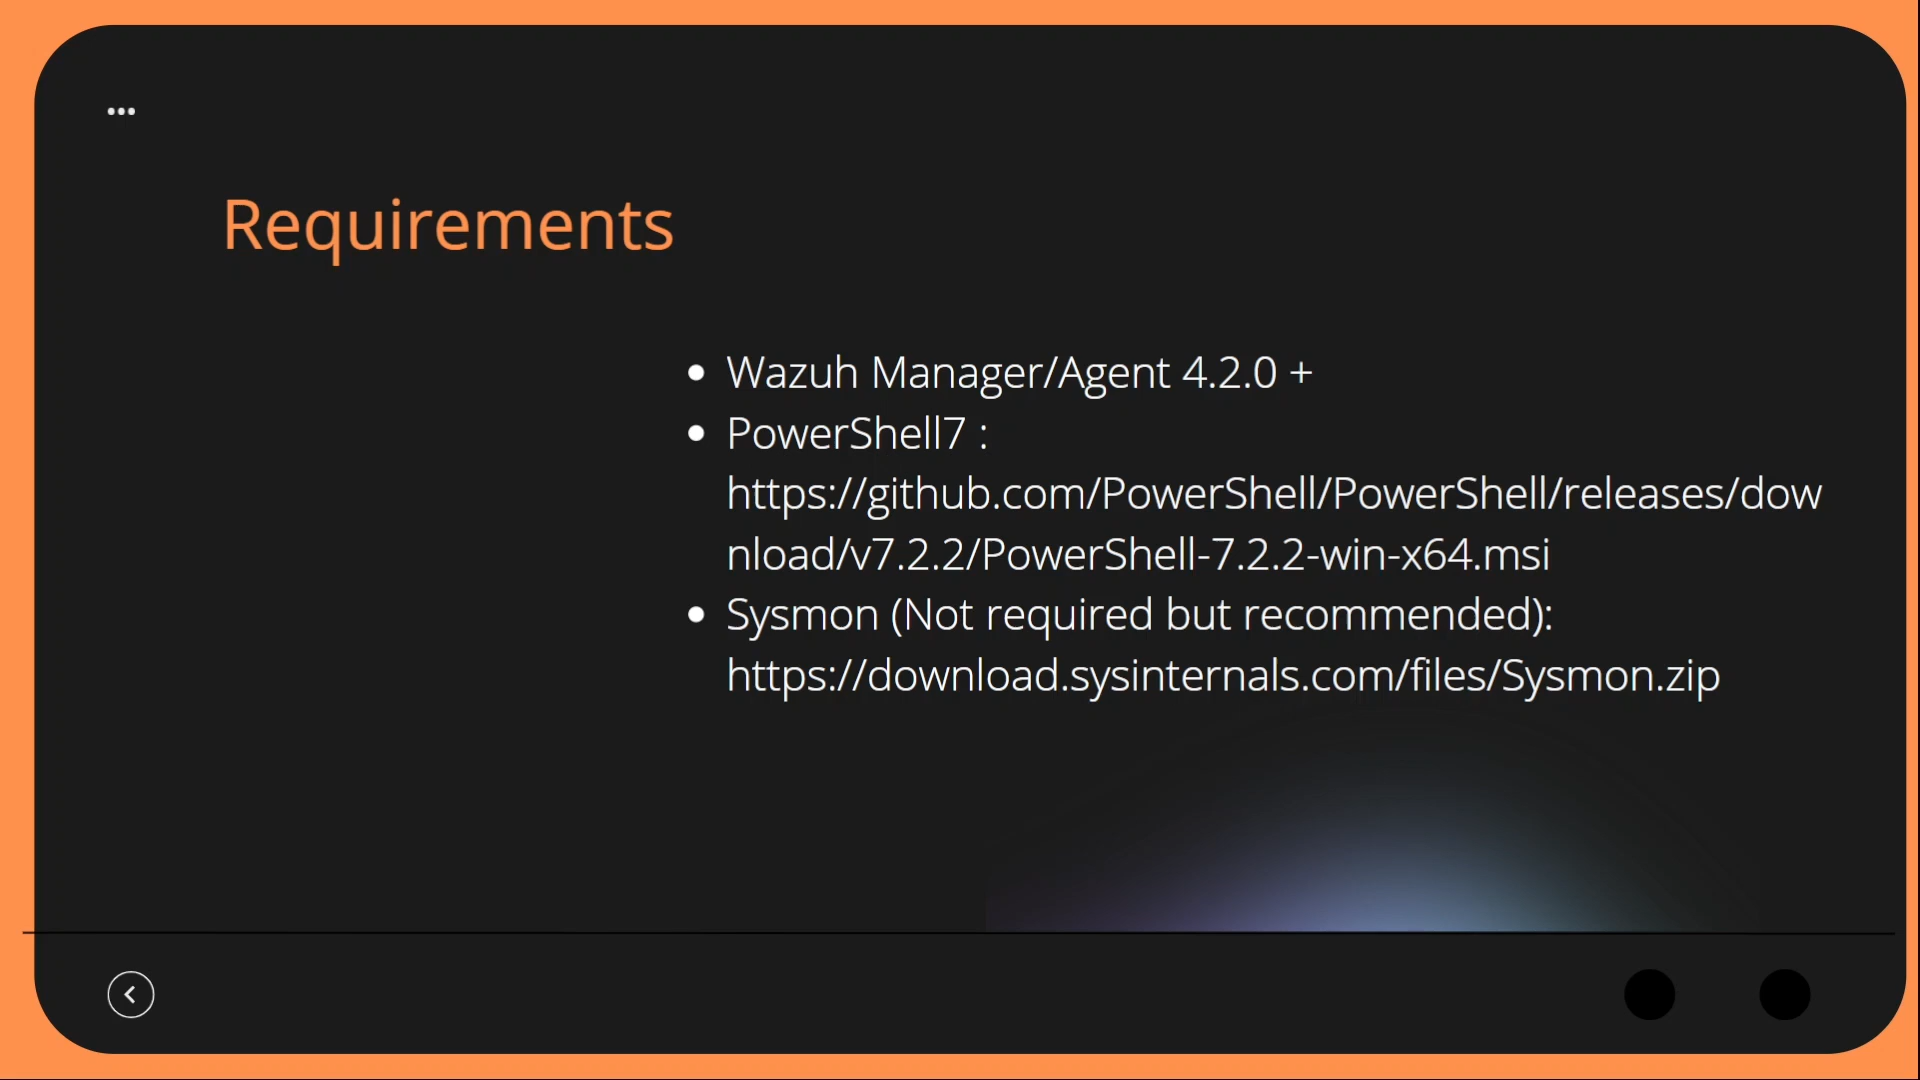 Requirements
• Wazuh Manager/Agent 4.2.0 +
• PowerShell7 :
https://github.com/PowerShell/PowerShell/releases/dow
nload/v7.2.2/PowerShell-7.2.2-win-x64.msi
• Sysmon (Not required but recommended):
https://download.sysinternals.com/files/Sysmon.zip